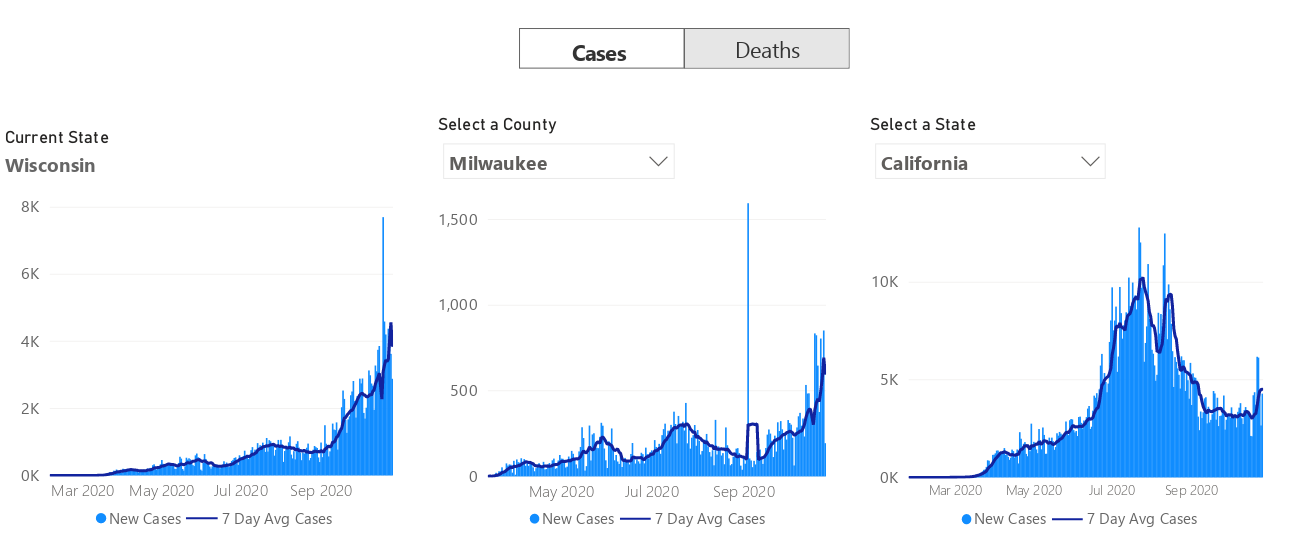 Cases Deaths
Current State
Wisconsin
8K
6K
4K
2K
0K
Mar 2020 May 2020 Jul 2020 Sep 2020
New Cases 7 Day Avg Cases
Select a County
Milwaukee
1,500
1,000
500
0
May 2020 Jul 2020 Sep 2020
New Cases 7 Day Avg Cases
Select a State
California
10K
5K
0K
Mar 2020 May 2020 Jul 2020 Sep 2020
New Cases 7 Day Avg Cases